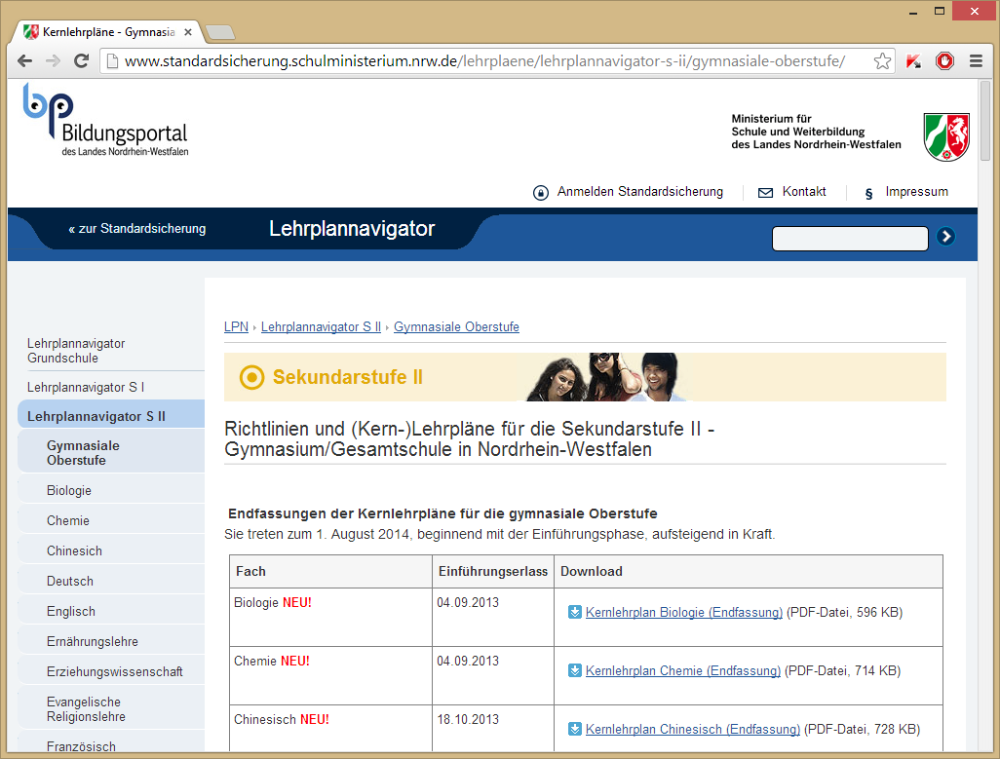 Kernlehrpläne - Gymnasia
www.standardsicherung.schulministerium.nrw.de/lehrplaene/lehrplannavigator-s-ii/gymnasiale-oberstufe/
bp
Bildungsportal
des Landes Nordrhein-Westfalen
Ministerium für
Schule und Weiterbildung
des Landes Nordrhein-Westfalen
Anmelden Standardsicherung
Kontakt
§ Impressum
« zur Standardsicherung
Lehrplannavigator
Lehrplannavigator
Grundschule
Lehrplannavigator S I
Lehrplannavigator S II
Gymnasiale
Oberstufe
Biologie
Chemie
Chinesich
Deutsch
Englisch
Ernährungslehre
Erziehungswissenschaft
Evangelische
Religionslehre
Französisch
LPN Lehrplannavigator S II Gymnasiale Oberstufe
Sekundarstufe II
Richtlinien und (Kern-)Lehrpläne für die Sekundarstufe II -
Gymnasium/Gesamtschule in Nordrhein-Westfalen
Endfassungen der Kernlehrpläne für die gymnasiale Oberstufe
Sie treten zum 1. August 2014, beginnend mit der Einführungsphase, aufsteigend in Kraft.
Fach Einführungserlass Download
Biologie NEU! 04.09.2013 Kernlehrplan Biologie (Endfassung) (PDF-Datei, 596 KB)
Chemie NEU! 04.09.2013 Kernlehrplan Chemie (Endfassung) (PDF-Datei, 714 KB)
Chinesisch NEU! 18.10.2013 Kernlehrplan Chinesisch (Endfassung) (PDF-Datei, 728 KB)